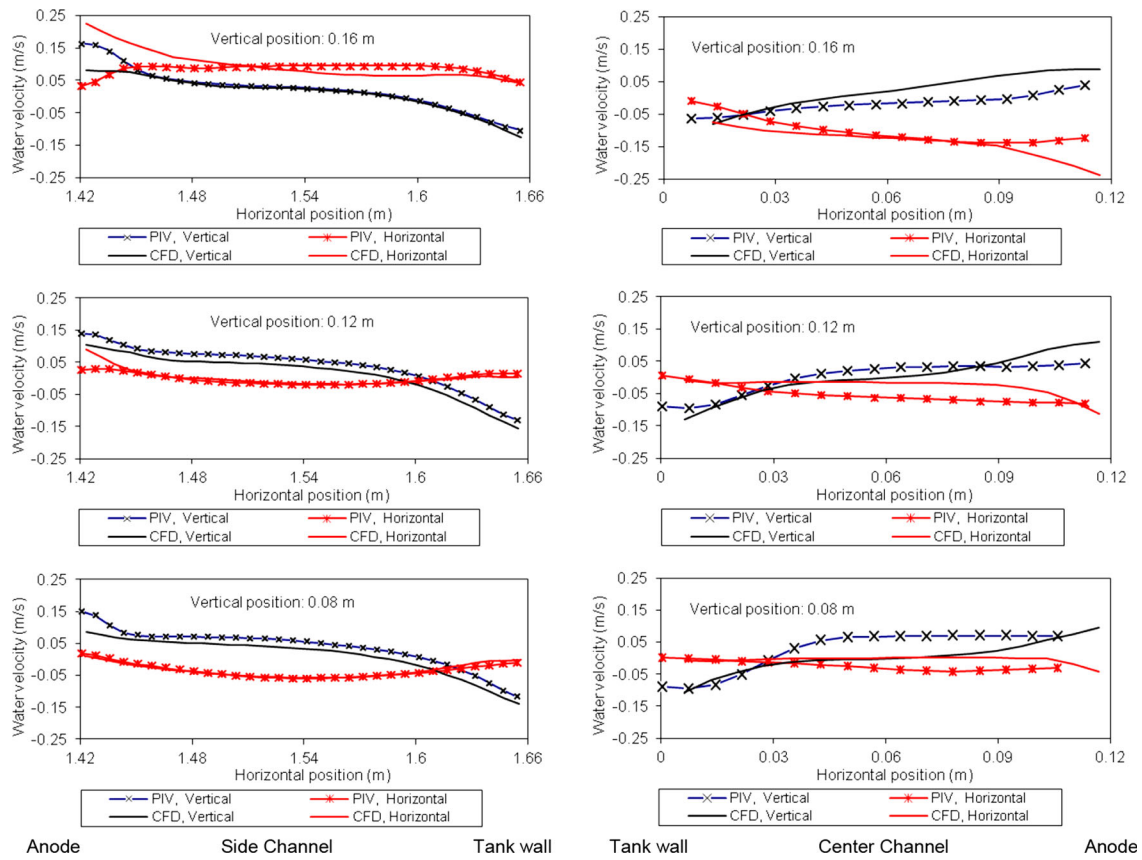 0.25
0.15
0.05
-0.05
-0.15
-0.25
Water velocity (m/s)
Vertical position: 0.16 m
1.42 1.48 1.54 1.6 1.66
Horizontal position (m)
PIV, Vertical PIV, Horizontal
CFD, Vertical CFD, Horizontal
0.25
0.15
0.05
-0.05
-0.15
-0.25
Water velocity (m/s)
Vertical position: 0.16 m
0 0.03 0.06 0.09 0.12
Horizontal position (m)
PIV, Vertical PIV, Horizontal
CFD, Vertical CFD, Horizontal
0.25
0.15
0.05
-0.05
-0.15
-0.25
Water velocity (m/s)
Vertical position: 0.12 m
1.42 1.48 1.54 1.6 1.66
Horizontal position (m)
PIV, Vertical PIV, Horizontal
CFD, Vertical CFD, Horizontal
0.25
0.15
0.05
-0.05
-0.15
-0.25
Water velocity (m/s)
Vertical position: 0.12 m
0 0.03 0.06 0.09 0.12
Horizontal position (m)
PIV, Vertical PIV, Horizontal
CFD, Vertical CFD, Horizontal
0.25
0.15
0.05
-0.05
-0.15
-0.25
Water velocity (m/s)
Vertical position: 0.08 m
1.42 1.48 1.54 1.6 1.66
Horizontal position (m)
PIV, Vertical PIV, Horizontal
CFD, Vertical CFD, Horizontal
0.25
0.15
0.05
-0.05
-0.15
-0.25
Water velocity (m/s)
Vertical position: 0.08 m
0 0.03 0.06 0.09 0.12
Horizontal position (m)
PIV, Vertical PIV, Horizontal
CFD, Vertical CFD, Horizontal
Anode Side Channel Tank wall Tank wall Center Channel Anode